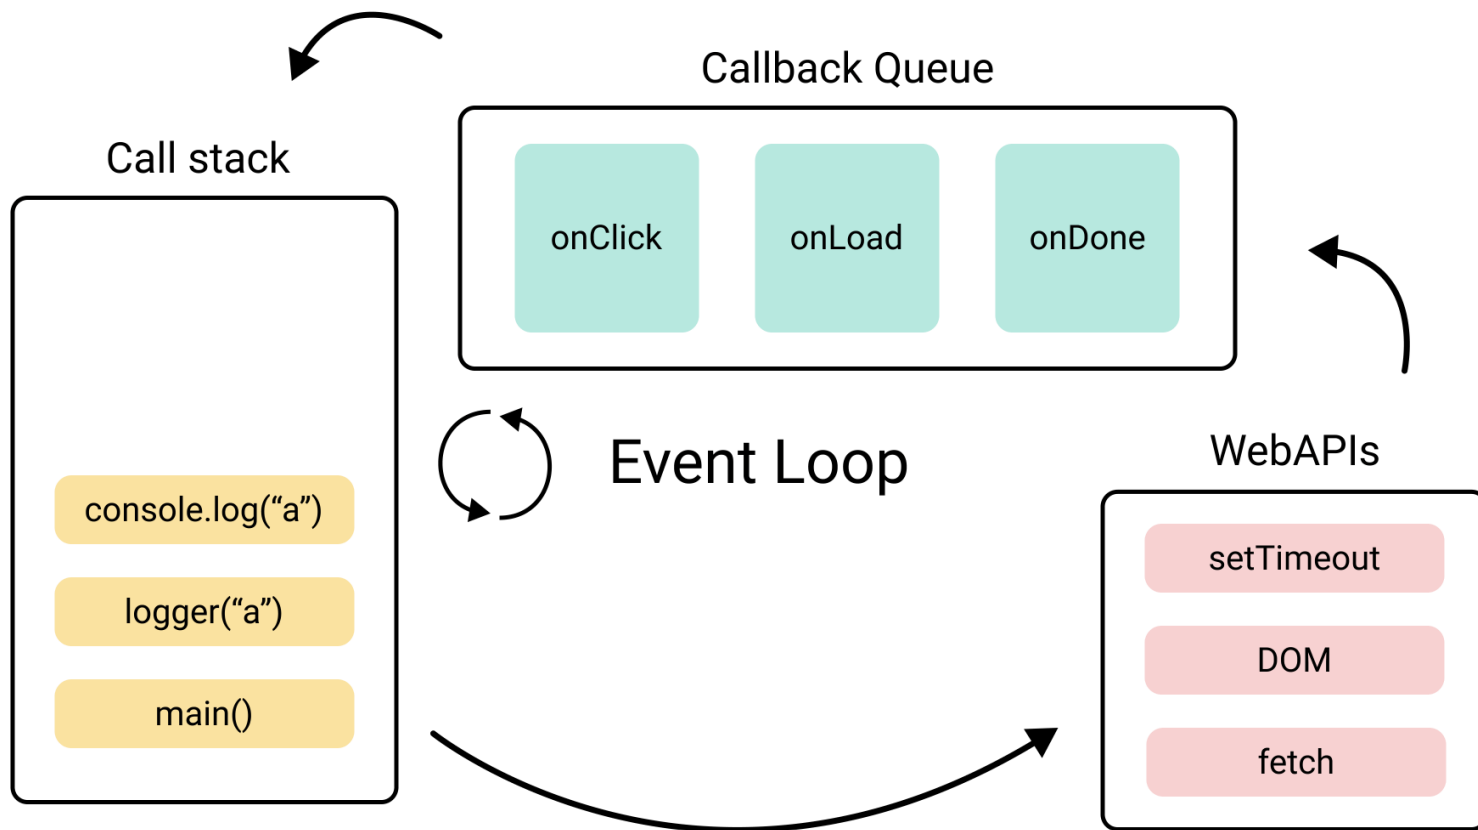 Callback Queue
onClick
onLoad
onDone
Call stack
console.log(“a”)
logger(“a”)
main()
Event Loop
WebAPIs
setTimeout
DOM
fetch